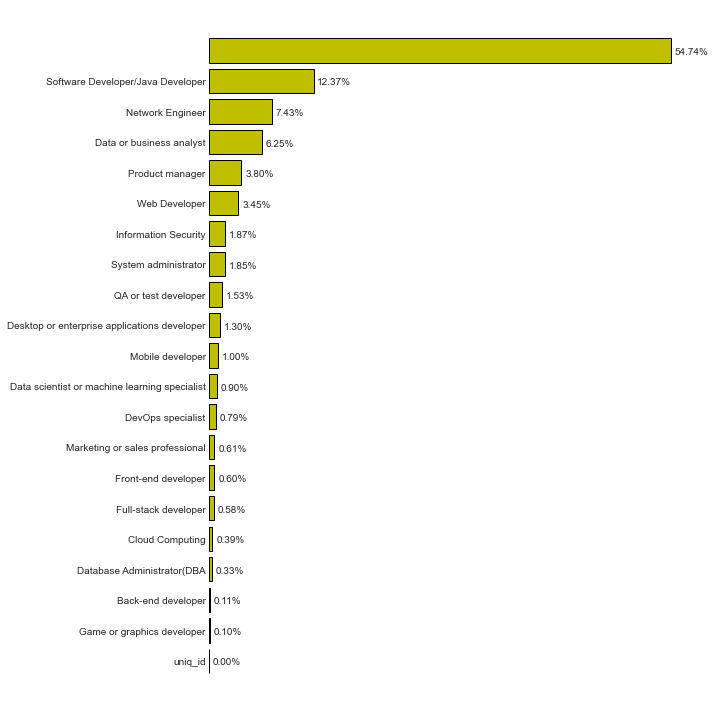 54.74%
Software Developer/Java Developer 12.37%
Network Engineer 7.43%
Data or business analyst 6.25%
Product manager 3.80%
Web Developer 3.45%
Information Security 1.87%
System administrator 1.85%
QA or test developer 1.53%
Desktop or enterprise applications developer 1.30%
Mobile developer 1.00%
Data scientist or machine learning specialist 0.90%
DevOps specialist 0.79%
Marketing or sales professional 0.61%
Front-end developer 0.60%
Full-stack developer 0.58%
Cloud Computing 0.39%
Database Administrator(DBA 0.33%
Back-end developer 0.11%
Game or graphics developer 0.10%
uniq_id 0.00%